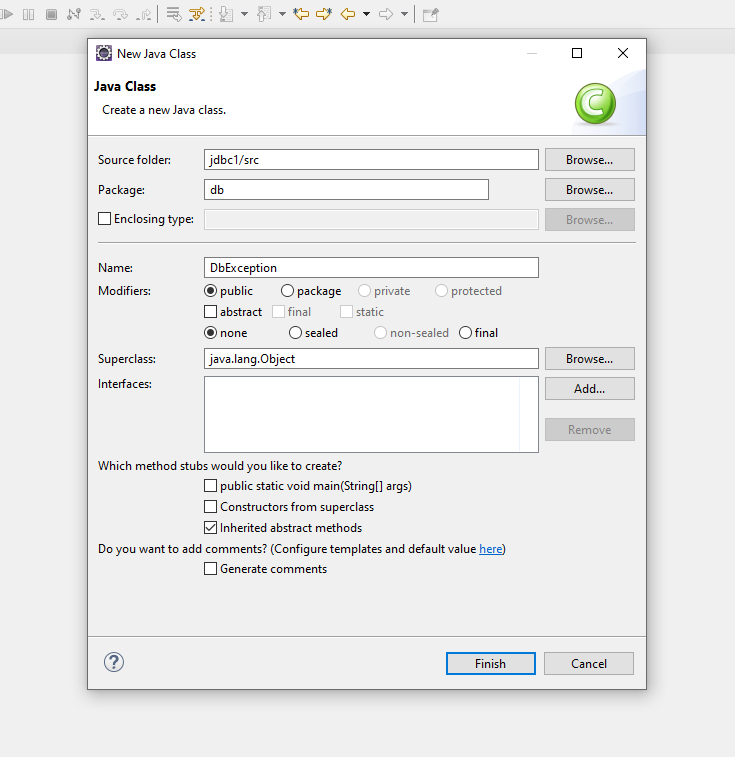 New Java Class
Java Class
Create a new Java class.
Source folder: jdbc1/src Browse...
Package: db Browse...
Enclosing type: Browse...
Name: DbException
Modifiers: public package private protected
abstract final static
none sealed non-sealed final
Superclass: java.lang.Object Browse...
Interfaces: Add...
Remove
Which method stubs would you like to create?
public static void main(String[] args)
Constructors from superclass
Inherited abstract methods
Do you want to add comments? (Configure templates and default value here)
Generate comments
? Finish Cancel